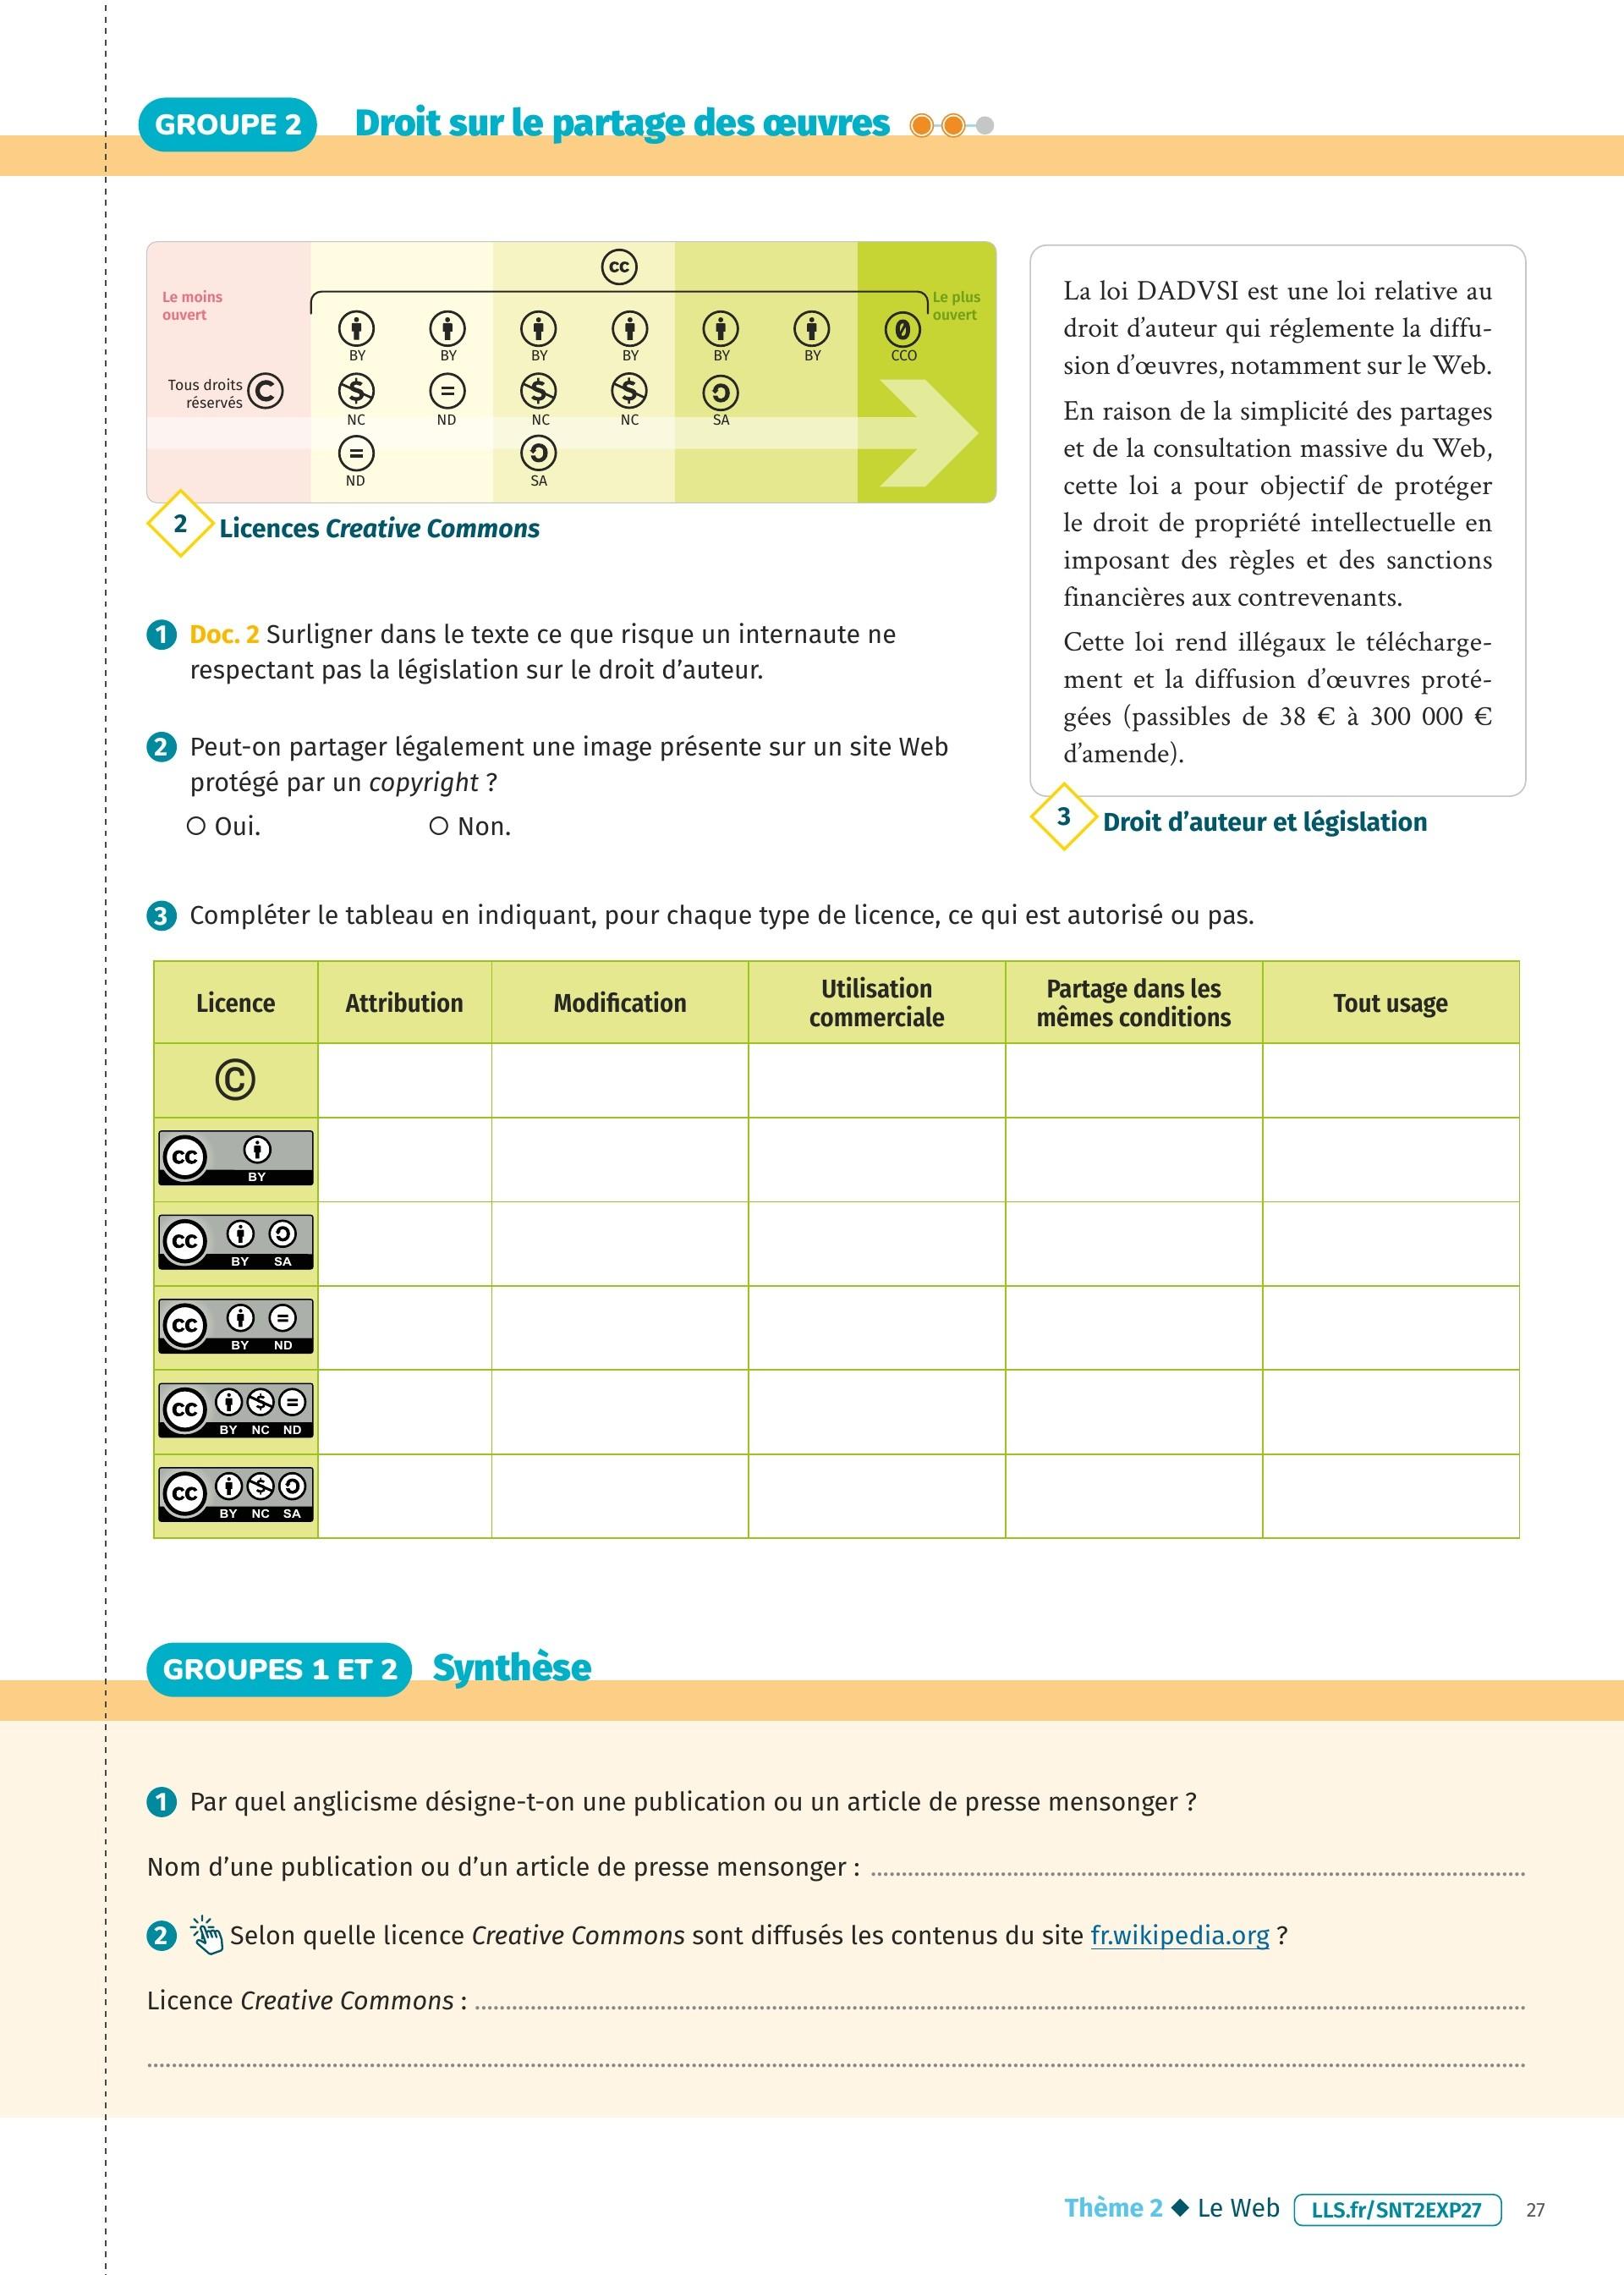 GROUPE 2 Droit sur le partage des œuvres
cc
Le moins
ouvert
Le plus
ouvert
BY BY BY BY BY BY CCO
Tous droits
réservés C
$ = $ $
NC ND NC NC SA
=
ND SA
2 Licences Creative Commons
La loi DADVSI est une loi relative au
droit d’auteur qui réglemente la diffu-
sion d’œuvres, notamment sur le Web.
En raison de la simplicité des partages
et de la consultation massive du Web,
cette loi a pour objectif de protéger
le droit de propriété intellectuelle en
imposant des règles et des sanctions
financières aux contrevenants.
Cette loi rend illégaux le télécharge-
ment et la diffusion d’œuvres proté-
gées (passibles de 38 € à 300 000 €
d’amende).
3 Droit d’auteur et législation
1 Doc. 2 Surligner dans le texte ce que risque un internaute ne
respectant pas la législation sur le droit d’auteur.
2 Peut-on partager légalement une image présente sur un site Web
protégé par un copyright ?
Oui. Non.
3 Compléter le tableau en indiquant, pour chaque type de licence, ce qui est autorisé ou pas.
Licence Attribution Modification Utilisation
commerciale Partage dans les
mêmes conditions Tout usage
©
cc BY
cc BY SA
cc = BY ND
cc $ = BY NC ND
cc $ BY NC SA
GROUPES 1 ET 2 Synthèse
1 Par quel anglicisme désigne-t-on une publication ou un article de presse mensonger ?
Nom d’une publication ou d’un article de presse mensonger :
2 Selon quelle licence Creative Commons sont diffusés les contenus du site fr.wikipedia.org ?
Licence Creative Commons :
Thème 2 ◆ Le Web LLS.fr/SNT2EXP27 27